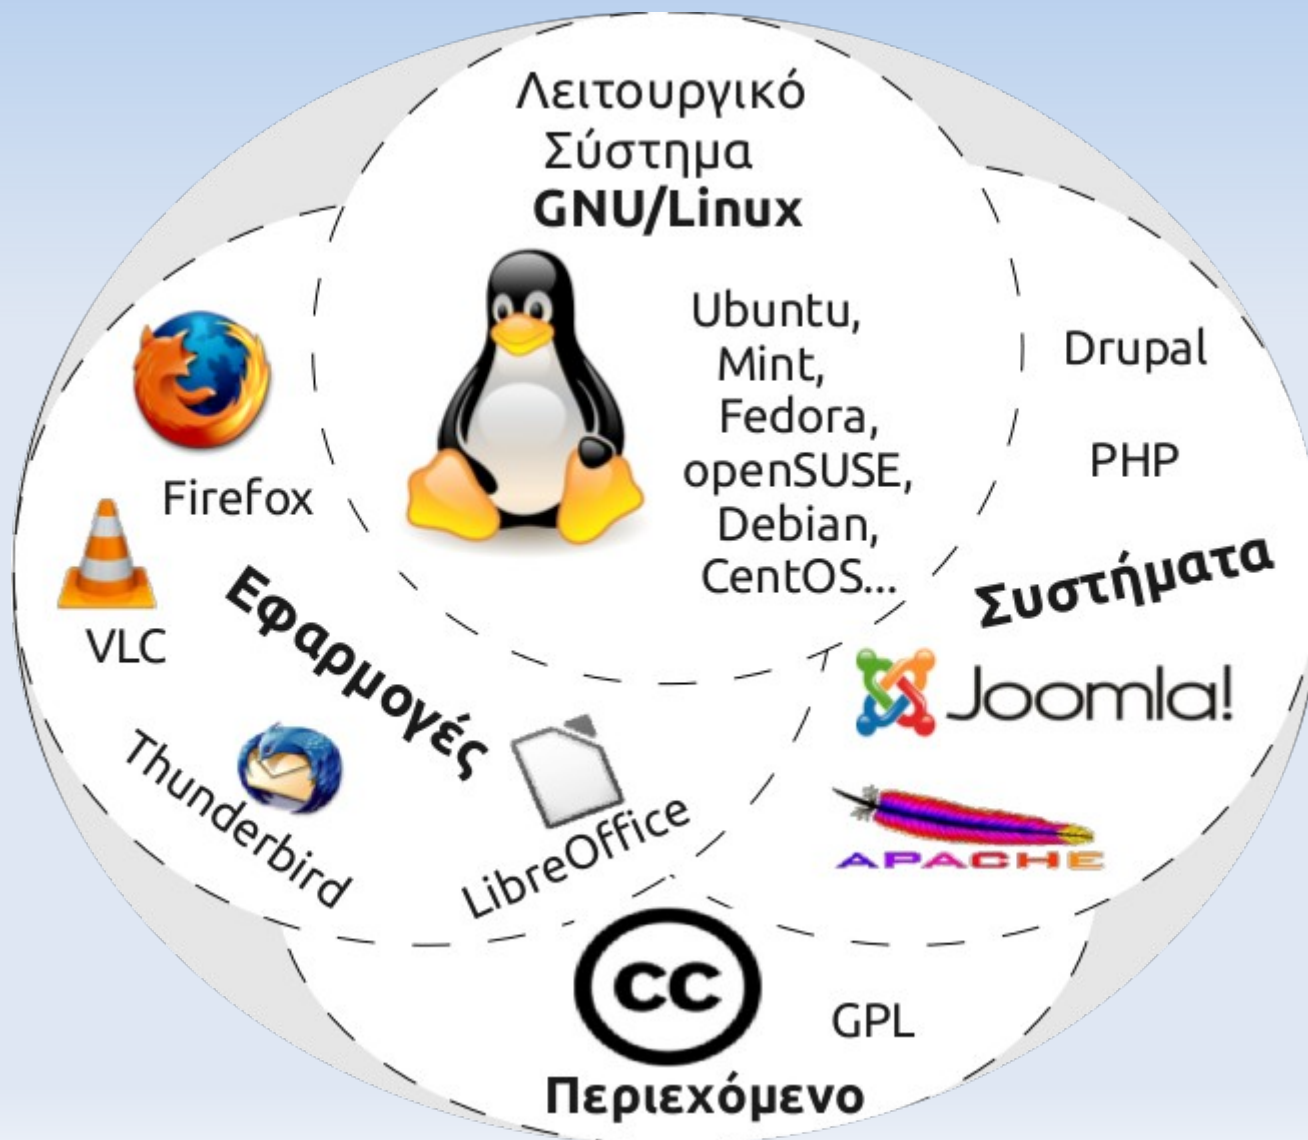 Λειτουργικό
Σύστημα
GNU/Linux
Ubuntu,
Mint,
Fedora,
openSUSE,
Debian,
CentOS...
Firefox
VLC
Εφαρμογές
Thunderbird
LibreOffice
Drupal
PHP
Συστήματα
Joomla!
APACHE
cc
GPL
Περιεχόμενο